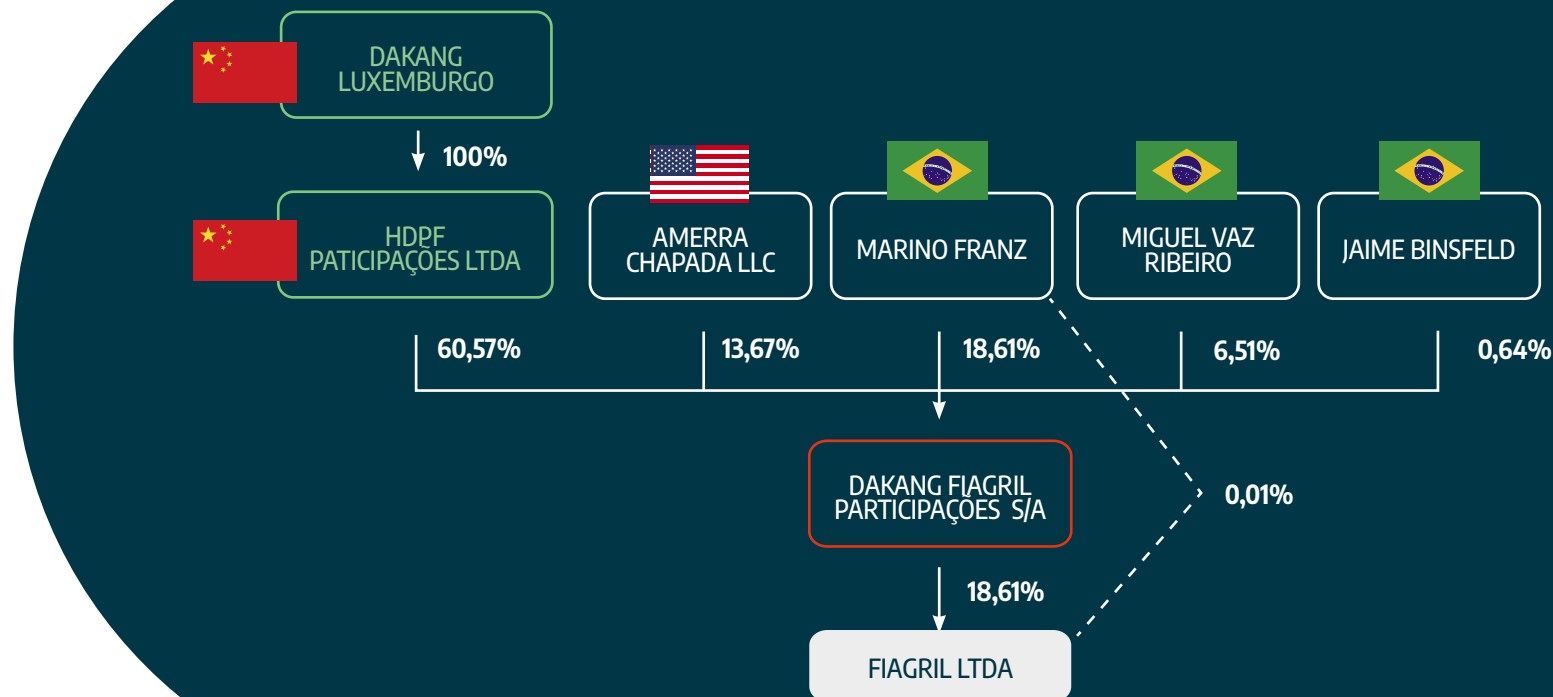 DAKANG
LUXEMBURGO
100%
HDPF
PATICIPAÇÕES LTDA
AMERRA
CHAPADA LLC
MARINO FRANZ
MIGUEL VAZ
RIBEIRO
JAIME BINSFELD
60,57%
13,67%
18,61%
6,51%
0,64%
DAKANG FIAGRIL
PARTICIPAÇÕES S/A
0,01%
18,61%
FIAGRIL LTDA